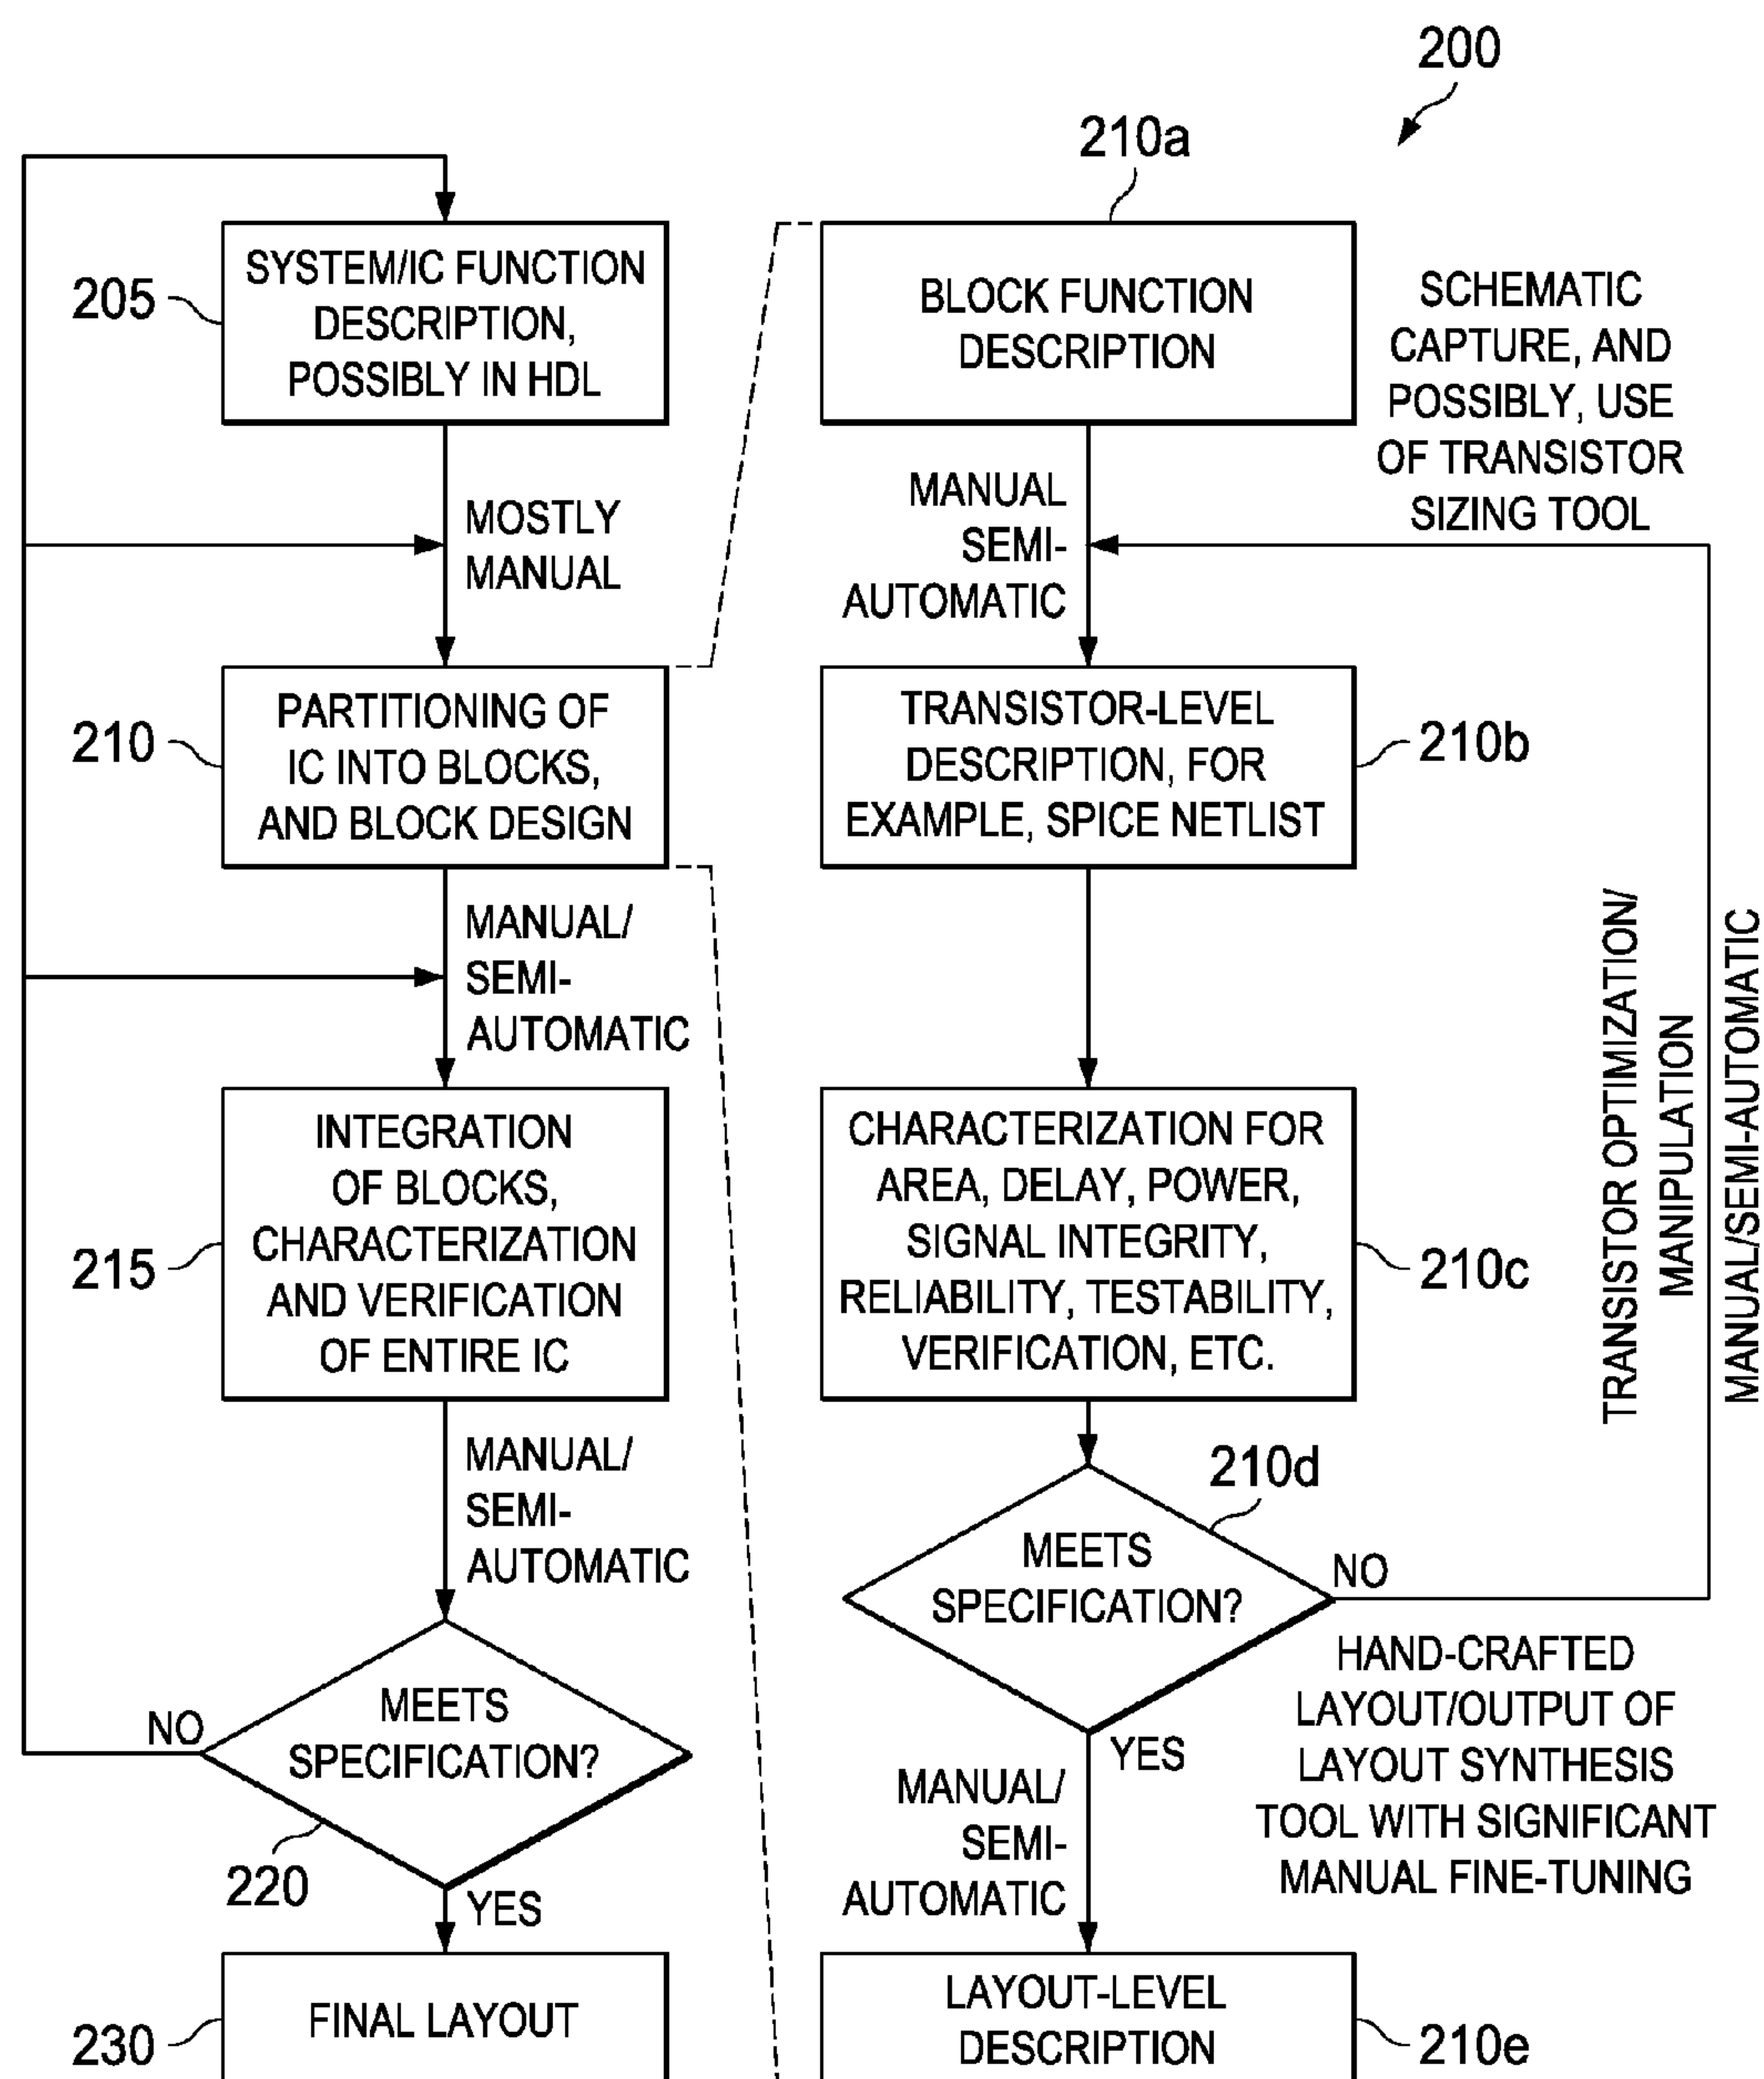 200
210a
205
SYSTEM/IC FUNCTION
DESCRIPTION,
POSSIBLY IN HDL
MOSTLY
MANUAL
210
PARTITIONING OF
IC INTO BLOCKS,
AND BLOCK DESIGN
MANUAL/
SEMI-
AUTOMATIC
215
INTEGRATION
OF BLOCKS,
CHARACTERIZATION
AND VERIFICATION
OF ENTIRE IC
MANUAL/
SEMI-
AUTOMATIC
NO
MEETS
SPECIFICATION?
220
YES
230
FINAL LAYOUT
BLOCK FUNCTION
DESCRIPTION
SCHEMATIC
CAPTURE, AND
POSSIBLY, USE
OF TRANSISTOR
SIZING TOOL
MANUAL
SEMI-
AUTOMATIC
TRANSISTOR-LEVEL
DESCRIPTION, FOR
EXAMPLE, SPICE NETLIST
210b
CHARACTERIZATION FOR
AREA, DELAY, POWER,
SIGNAL INTEGRITY,
RELIABILITY, TESTABILITY,
VERIFICATION, ETC.
210c
TRANSISTOR OPTIMIZATION/
MANIPULATION
MANUAL/SEMI-AUTOMATIC
210d
MEETS
SPECIFICATION?
NO
YES
HAND-CRAFTED
LAYOUT/OUTPUT OF
LAYOUT SYNTHESIS
TOOL WITH SIGNIFICANT
MANUAL FINE-TUNING
MANUAL/
SEMI-
AUTOMATIC
LAYOUT-LEVEL
DESCRIPTION
210e